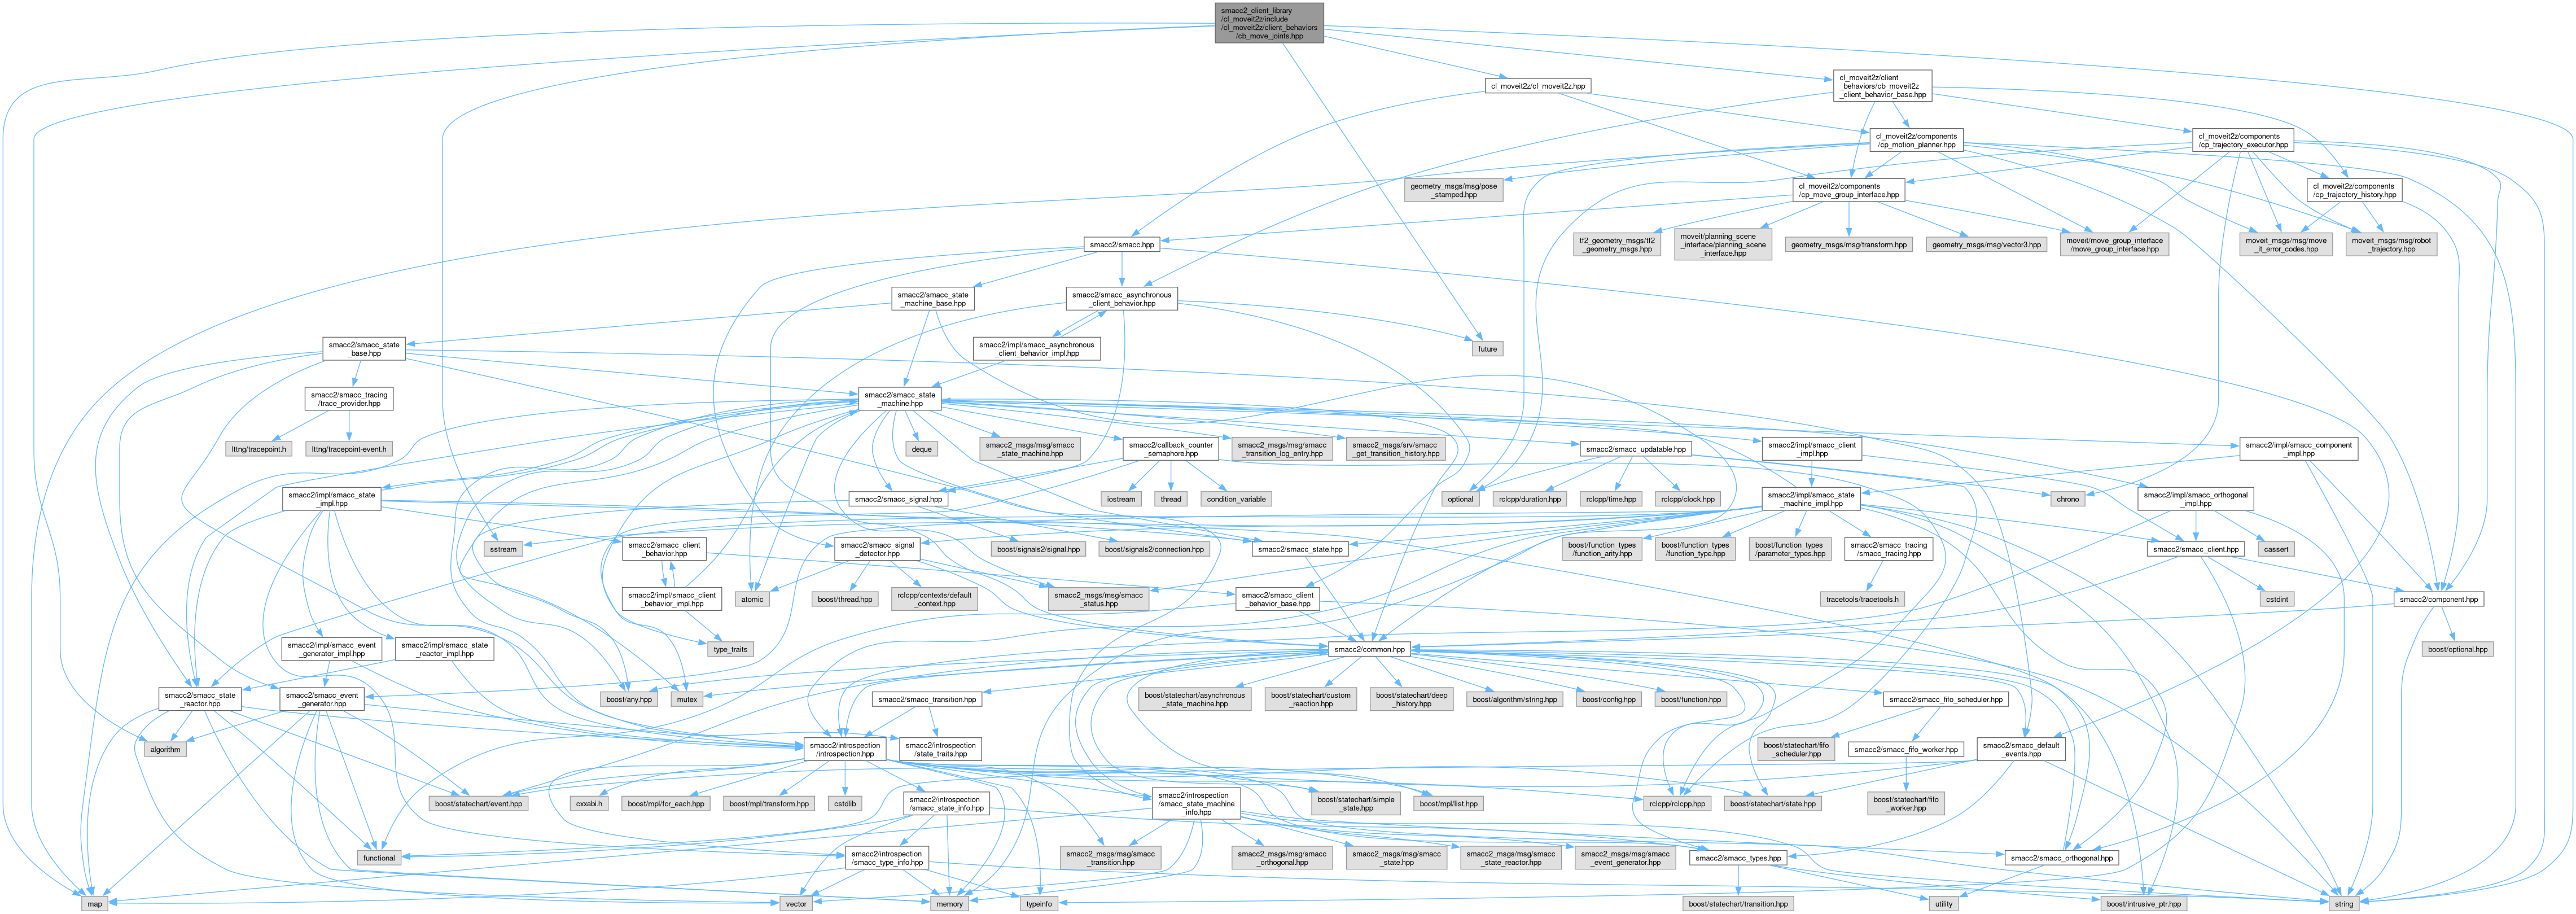 smacc2_client_library
/cl_moveit2z/include
/cl_moveit2z/client_behaviors
/cb_move_joints.hpp
cl_moveit2z/cl_moveit2z.hpp
cl_moveit2z/client
_behaviors/cb_moveit2z
_client_behavior_base.hpp
cl_moveit2z/components
/cp_motion_planner.hpp
cl_moveit2z/components
/cp_trajectory_executor.hpp
geometry_msgs/msg/pose
_stamped.hpp
cl_moveit2z/components
/cp_move_group_interface.hpp
cl_moveit2z/components
/cp_trajectory_history.hpp
smacc2/smacc.hpp
tf2_geometry_msgs/tf2
_geometry_msgs.hpp
moveit/planning_scene
_interface/planning_scene
_interface.hpp
geometry_msgs/msg/transform.hpp
geometry_msgs/msg/vector3.hpp
moveit/move_group_interface
/move_group_interface.hpp
moveit_msgs/msg/move
_it_error_codes.hpp
moveit_msgs/msg/robot
_trajectory.hpp
smacc2/smacc_state
_machine_base.hpp
smacc2/smacc_asynchronous
_client_behavior.hpp
smacc2/smacc_state
_base.hpp
smacc2/impl/smacc_asynchronous
_client_behavior_impl.hpp
future
smacc2/smacc_tracing
/trace_provider.hpp
smacc2/smacc_state
_machine.hpp
lttng/tracepoint.h
lttng/tracepoint-event.h
deque
smacc2_msgs/msg/smacc
_state_machine.hpp
smacc2/callback_counter
_semaphore.hpp
smacc2_msgs/msg/smacc
_transition_log_entry.hpp
smacc2_msgs/srv/smacc
_get_transition_history.hpp
smacc2/smacc_updatable.hpp
smacc2/impl/smacc_client
_impl.hpp
smacc2/impl/smacc_component
_impl.hpp
smacc2/impl/smacc_state
_impl.hpp
smacc2/smacc_signal.hpp
iostream
thread
condition_variable
optional
rclcpp/duration.hpp
rclcpp/time.hpp
rclcpp/clock.hpp
chrono
smacc2/impl/smacc_state
_machine_impl.hpp
smacc2/impl/smacc_orthogonal
_impl.hpp
sstream
smacc2/smacc_client
_behavior.hpp
smacc2/smacc_signal
_detector.hpp
boost/signals2/signal.hpp
boost/signals2/connection.hpp
smacc2/smacc_state.hpp
boost/function_types
/function_arity.hpp
boost/function_types
/function_type.hpp
boost/function_types
/parameter_types.hpp
smacc2/smacc_tracing
/smacc_tracing.hpp
smacc2/smacc_client.hpp
cassert
smacc2/impl/smacc_client
_behavior_impl.hpp
atomic
boost/thread.hpp
rclcpp/contexts/default
_context.hpp
smacc2_msgs/msg/smacc
_status.hpp
smacc2/smacc_client
_behavior_base.hpp
tracetools/tracetools.h
cstdint
smacc2/component.hpp
smacc2/impl/smacc_event
_generator_impl.hpp
smacc2/impl/smacc_state
_reactor_impl.hpp
type_traits
smacc2/common.hpp
boost/optional.hpp
smacc2/smacc_state
_reactor.hpp
smacc2/smacc_event
_generator.hpp
boost/any.hpp
mutex
smacc2/smacc_transition.hpp
boost/statechart/asynchronous
_state_machine.hpp
boost/statechart/custom
_reaction.hpp
boost/statechart/deep
_history.hpp
boost/algorithm/string.hpp
boost/config.hpp
boost/function.hpp
smacc2/smacc_fifo_scheduler.hpp
algorithm
smacc2/introspection
/introspection.hpp
smacc2/introspection
/state_traits.hpp
boost/statechart/fifo
_scheduler.hpp
smacc2/smacc_fifo_worker.hpp
smacc2/smacc_default
_events.hpp
boost/statechart/event.hpp
cxxabi.h
boost/mpl/for_each.hpp
boost/mpl/transform.hpp
cstdlib
smacc2/introspection
/smacc_state_info.hpp
smacc2/introspection
/smacc_state_machine
_info.hpp
boost/statechart/simple
_state.hpp
boost/mpl/list.hpp
rclcpp/rclcpp.hpp
boost/statechart/state.hpp
boost/statechart/fifo
_worker.hpp
functional
smacc2/introspection
/smacc_type_info.hpp
smacc2_msgs/msg/smacc
_transition.hpp
smacc2_msgs/msg/smacc
_orthogonal.hpp
smacc2_msgs/msg/smacc
_state.hpp
smacc2_msgs/msg/smacc
_state_reactor.hpp
smacc2_msgs/msg/smacc
_event_generator.hpp
smacc2/smacc_types.hpp
smacc2/smacc_orthogonal.hpp
map
vector
memory
typeinfo
boost/statechart/transition.hpp
utility
boost/intrusive_ptr.hpp
string